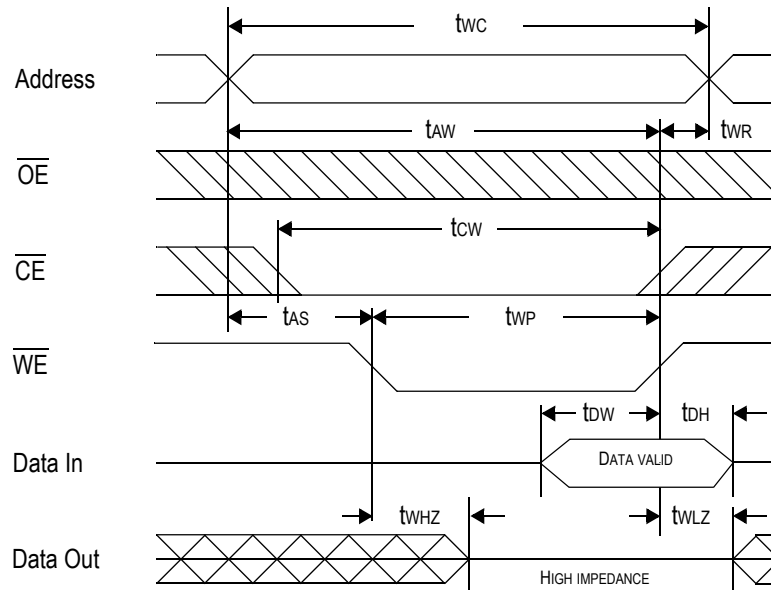 tWC
Address
tAW
tWR
OE
tCW
CE
tAS
tWP
WE
tDW
tDH
Data In
DATA VALID
tWHZ
tWLZ
Data Out
HIGH IMPEDANCE